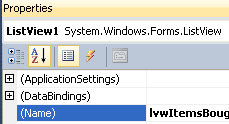 Properties
ListView1 System.Windows.Forms.ListView
(ApplicationSettings)
(DataBindings)
(Name) lvwItemsBoug